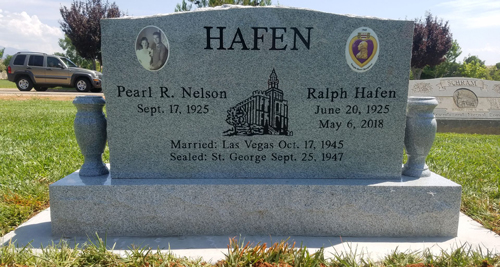 HAFEN
Pearl R. Nelson
Sept. 17, 1925
Ralph Hafen
June 20, 1925
May 6, 2018
Married: Las Vegas Oct. 17, 1945
Sealed: St. George Sept. 25, 1947